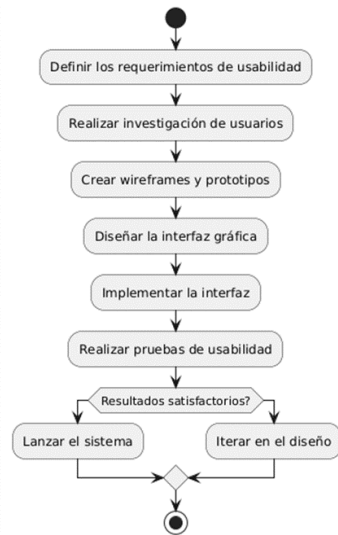 Definir los requerimientos de usabilidad
Realizar investigación de usuarios
Crear wireframes y prototipos
Diseñar la interfaz gráfica
Implementar la interfaz
Realizar pruebas de usabilidad
Resultados satisfactorios?
Lanzar el sistema
Iterar en el diseño